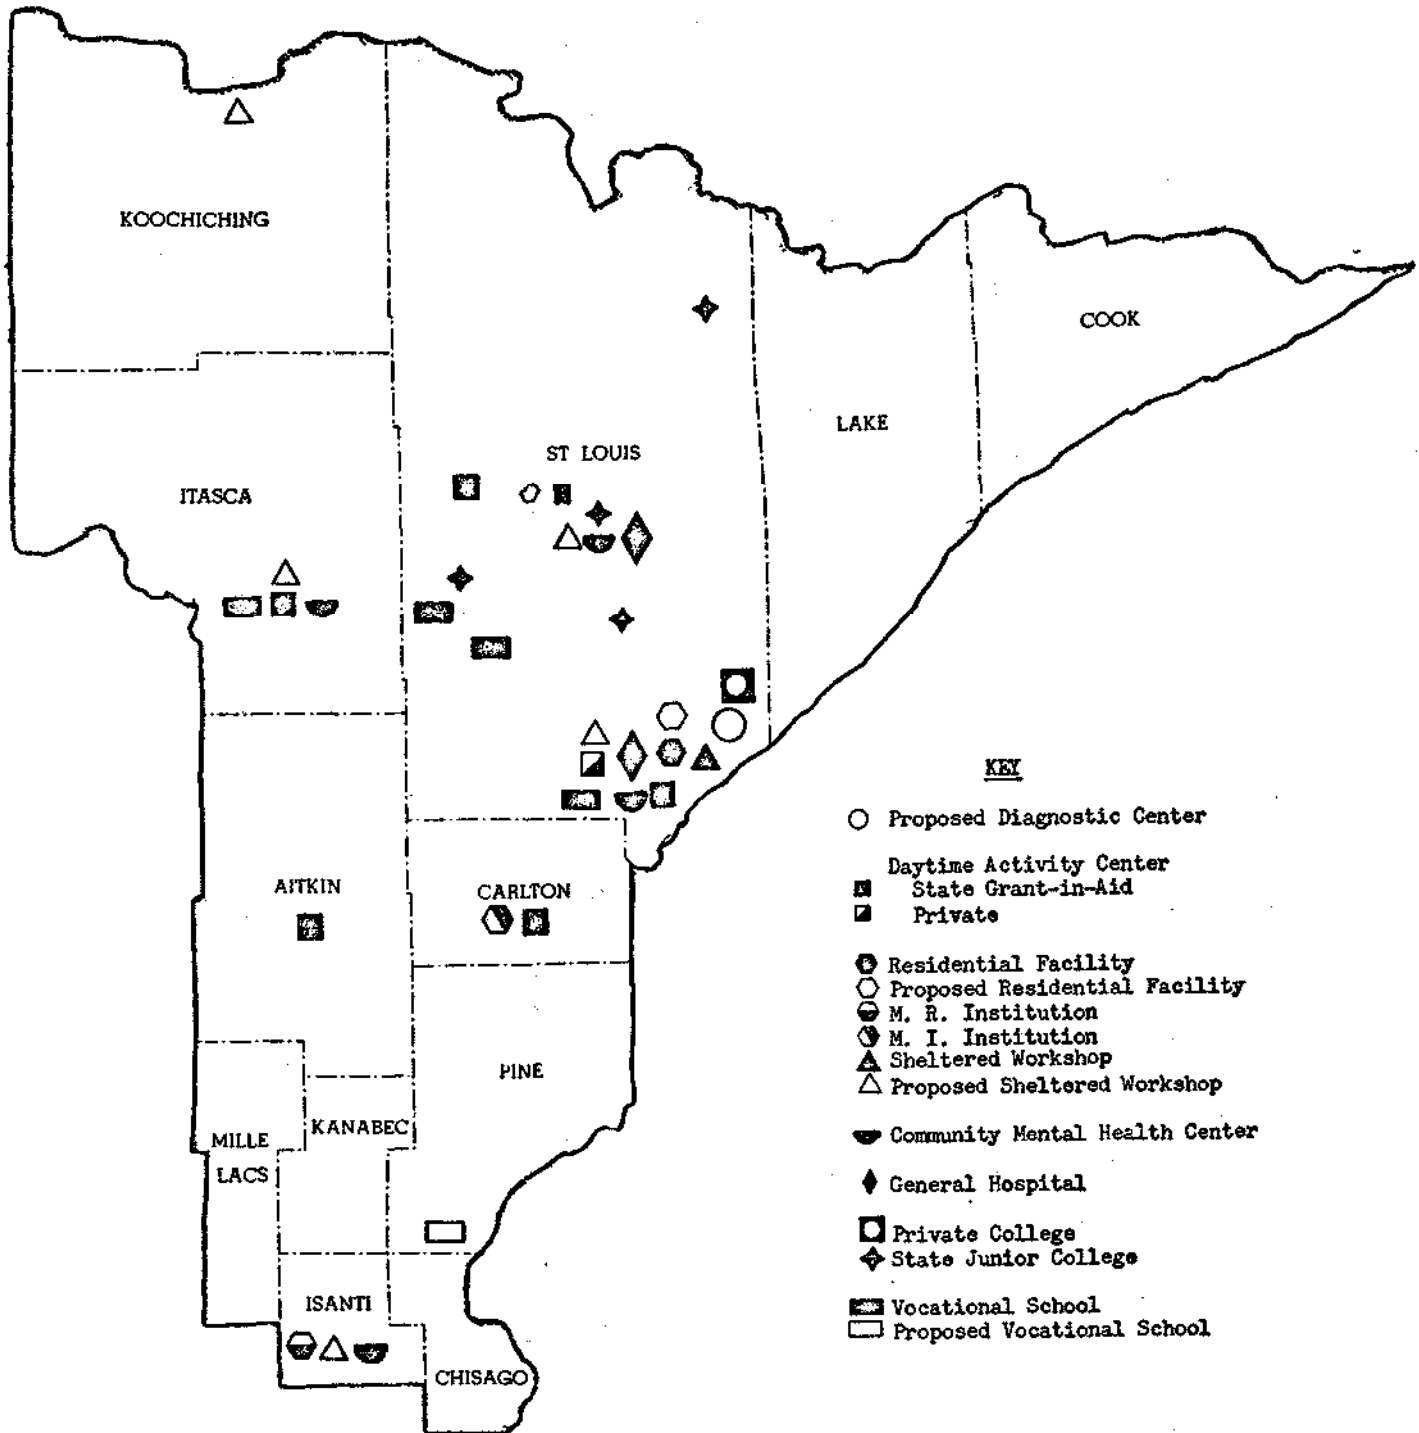 KOOCHICHING
COOK
LAKE
ST LOUIS
ITASCA
AITKIN
CARLTON
PINE
KANABEC
MILLE
LACS
ISANTI
CHISAGO
KEY
Proposed Diagnostic Center
Daytime Activity Center
State Grant-in-Aid
Private
Residential Facility
Proposed Residential Facility
M. R. Institution
M. I. Institution
Sheltered Workshop
Proposed Sheltered Workshop
Community Mental Health Center
General Hospital
Private College
State Junior College
Vocational School
Proposed Vocational School